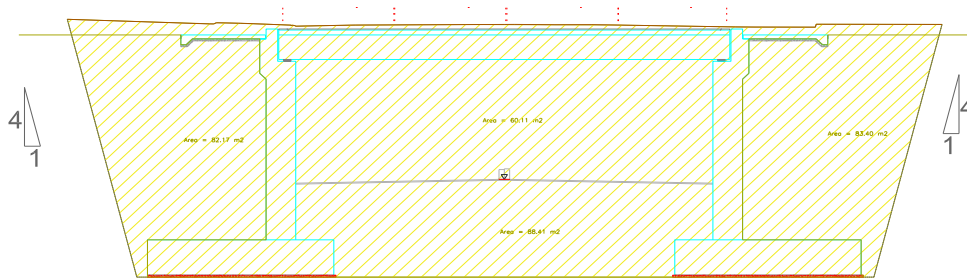 Area = 60.11 m2
Area = 82.17 m2
Area = 83.40 m2
4
1
4
1
Area = 88.41 m2